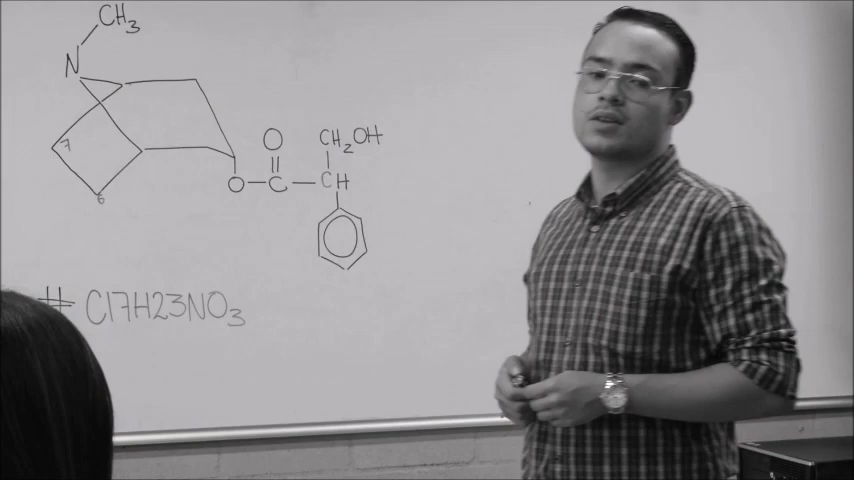 CH3
N
7
6
O
O-C-CH
CH2OH
# C17H23NO3